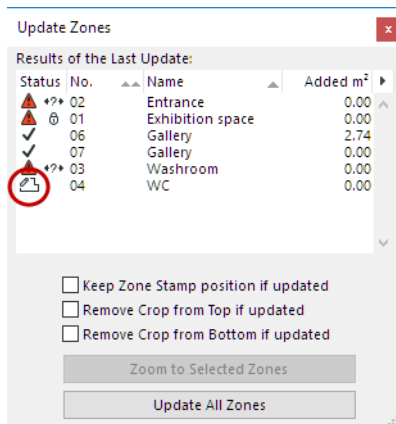 Update Zones
x
Results of the Last Update:
Status No. Name Added m²
?  02 Entrance 0.00
01 Exhibition space 0.00
06 Gallery 2.74
07 Gallery 0.00
? 03 Washroom 0.00
04 WC 0.00
Keep Zone Stamp position if updated
Remove Crop from Top if updated
Remove Crop from Bottom if updated
Zoom to Selected Zones
Update All Zones